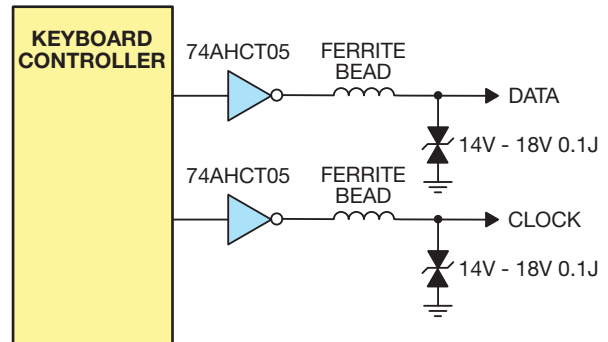 KEYBOARD
CONTROLLER
74AHCT05
FERRITE
BEAD
DATA
14V - 18V 0.1J
74AHCT05
FERRITE
BEAD
CLOCK
14V - 18V 0.1J